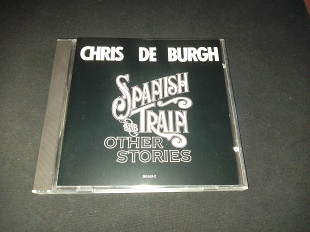 CHRIS DE BURGH
SPANISH
TRAIN
OTHER
STORIES